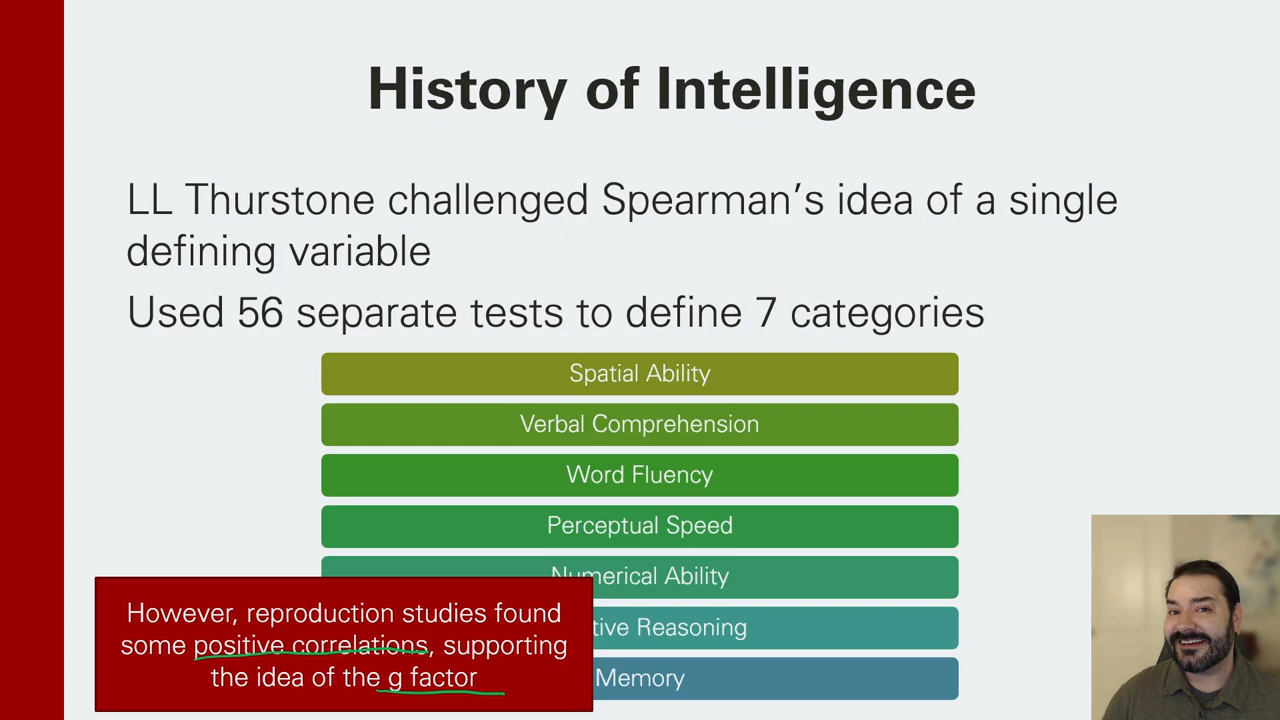 History of Intelligence
LL Thurstone challenged Spearman's idea of a single
defining variable
Used 56 separate tests to define 7 categories
Spatial Ability
Verbal Comprehension
Word Fluency
Perceptual Speed
Numerical Ability
tive Reasoning
Memory
However, reproduction studies found
some positive correlations, supporting
the idea of the g factor